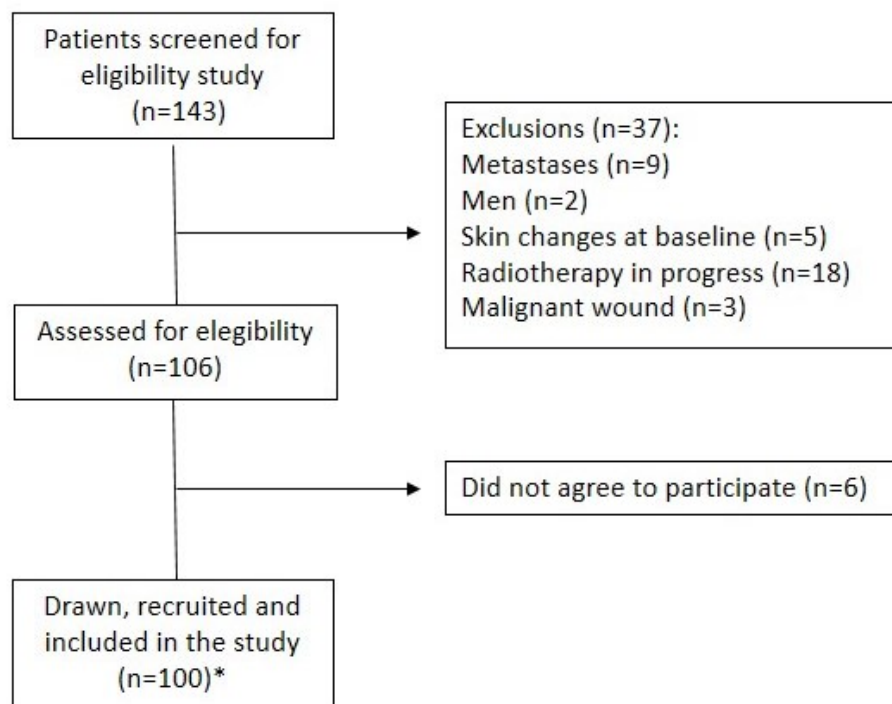 Patients screened for
eligibility study
(n=143)
Exclusions (n=37):
Metastases (n=9)
Men (n=2)
Skin changes at baseline (n=5)
Radiotherapy in progress (n=18)
Malignant wound (n=3)
Assessed for elegibility
(n=106)
Did not agree to participate (n=6)
Drawn, recruited and
included in the study
(n=100)*